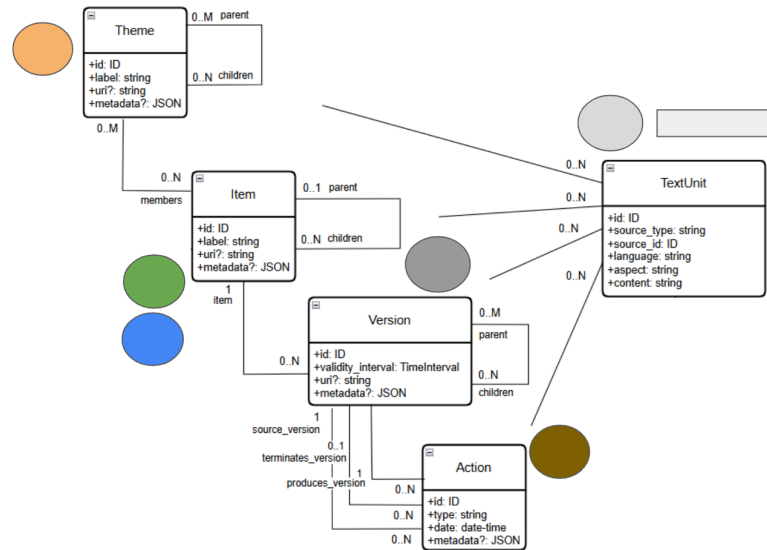 Theme
+id: ID
+label: string
+uri?: string
+metadata?: JSON
0..M parent
0..N children
0..M
0..N
members
Item
+id: ID
+label: string
+uri?: string
+metadata?: JSON
0..1 parent
0..N children
1
item
0..N
Version
+id: ID
+validity_interval: TimeInterval
+uri?: string
+metadata?: JSON
0..M
parent
0..N
children
1
source_version
0..1
terminates_version
1
produces_version
0..N
0..N
0..N
Action
+id: ID
+type: string
+date: date-time
+metadata?: JSON
0..N
0..N
0..N
0..N
TextUnit
+id: ID
+source_type: string
+source_id: ID
+language: string
+aspect: string
+content: string